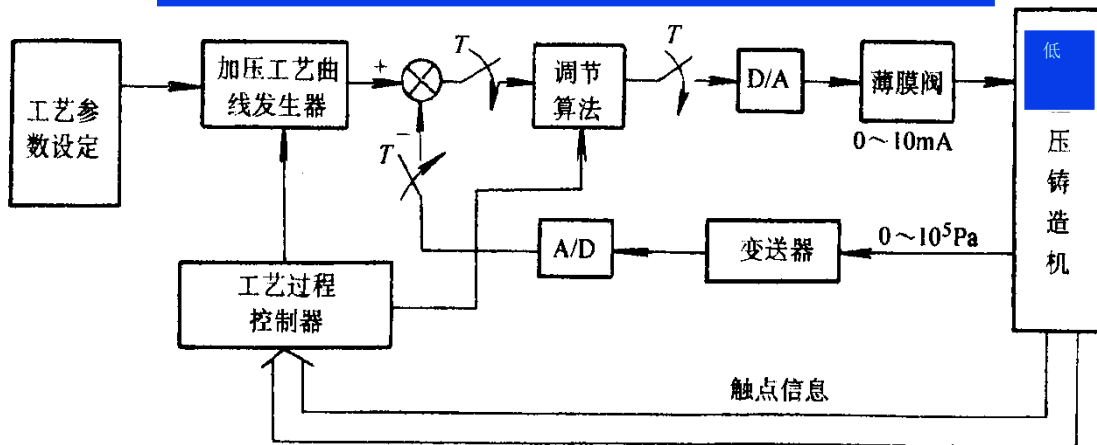 工艺参
数设定
加压工艺曲
线发生器
+
−
T
T
调节
算法
T
D/A
薄膜阀
0～10mA
低
压
铸
造
机
0～10⁵Pa
变送器
A/D
工艺过程
控制器
触点信息